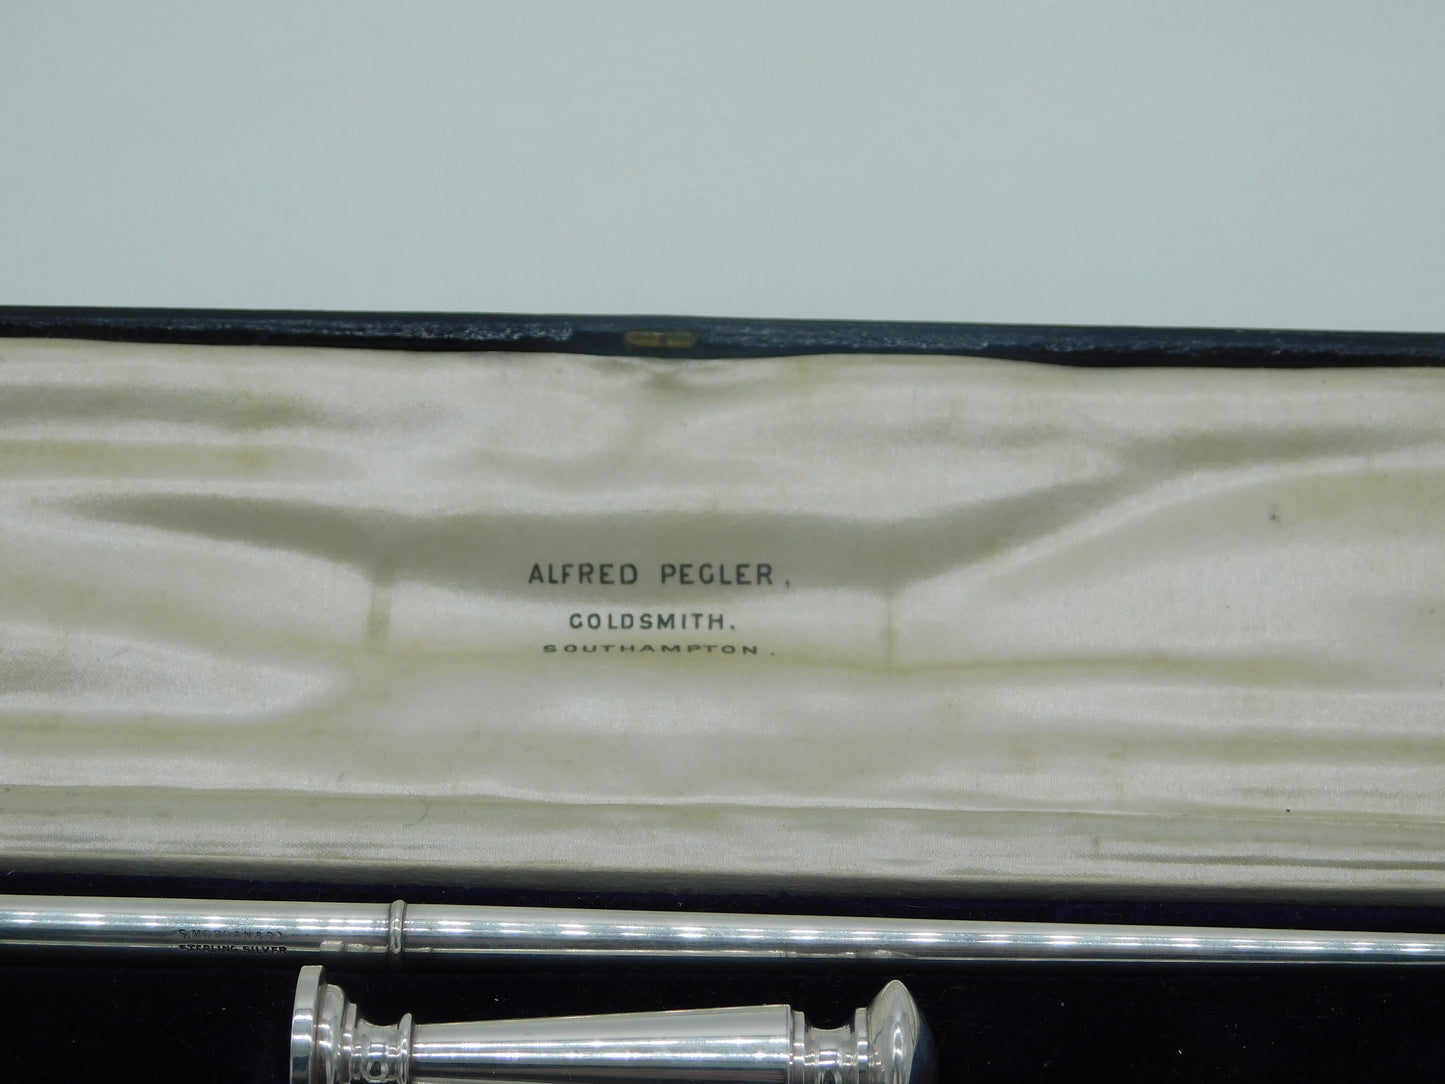 ALFRED PEGLER,
GOLDSMITH.
SOUTHAMPTON.
STERLING SILVER